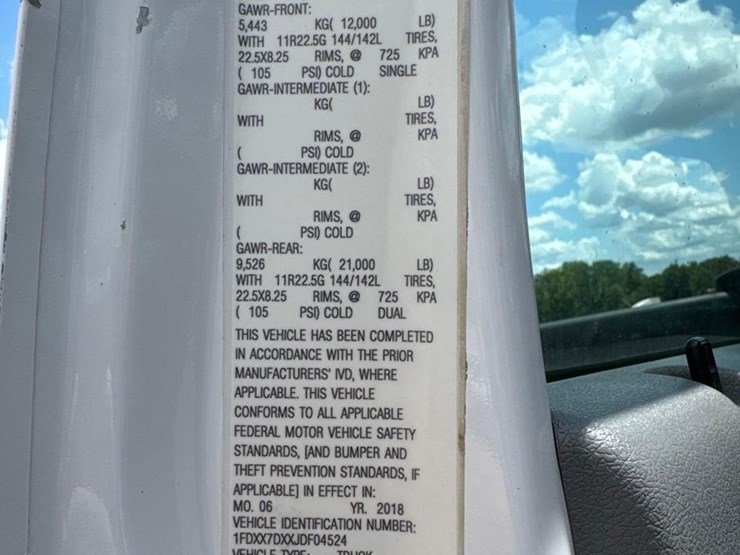 GAWR-FRONT:
5,443 KG( 12,000 LB)
WITH 11R22.5G 144/142L TIRES,
22.5X8.25 RIMS, @ 725 KPA
( 105 PSI) COLD SINGLE
GAWR-INTERMEDIATE (1):
KG( LB)
WITH TIRES,
RIMS, @ KPA
( PSI) COLD
GAWR-INTERMEDIATE (2):
KG( LB)
WITH TIRES,
RIMS, @ KPA
( PSI) COLD
GAWR-REAR:
9,526 KG( 21,000 LB)
WITH 11R22.5G 144/142L TIRES,
22.5X8.25 RIMS, @ 725 KPA
( 105 PSI) COLD DUAL
THIS VEHICLE HAS BEEN COMPLETED
IN ACCORDANCE WITH THE PRIOR
MANUFACTURERS' IVD, WHERE
APPLICABLE. THIS VEHICLE
CONFORMS TO ALL APPLICABLE
FEDERAL MOTOR VEHICLE SAFETY
STANDARDS, [AND BUMPER AND
THEFT PREVENTION STANDARDS, IF
APPLICABLE] IN EFFECT IN:
MO. 06 YR. 2018
VEHICLE IDENTIFICATION NUMBER:
1FDXX7DXXJDF04524
VEHICLE TYPE: TRUCK